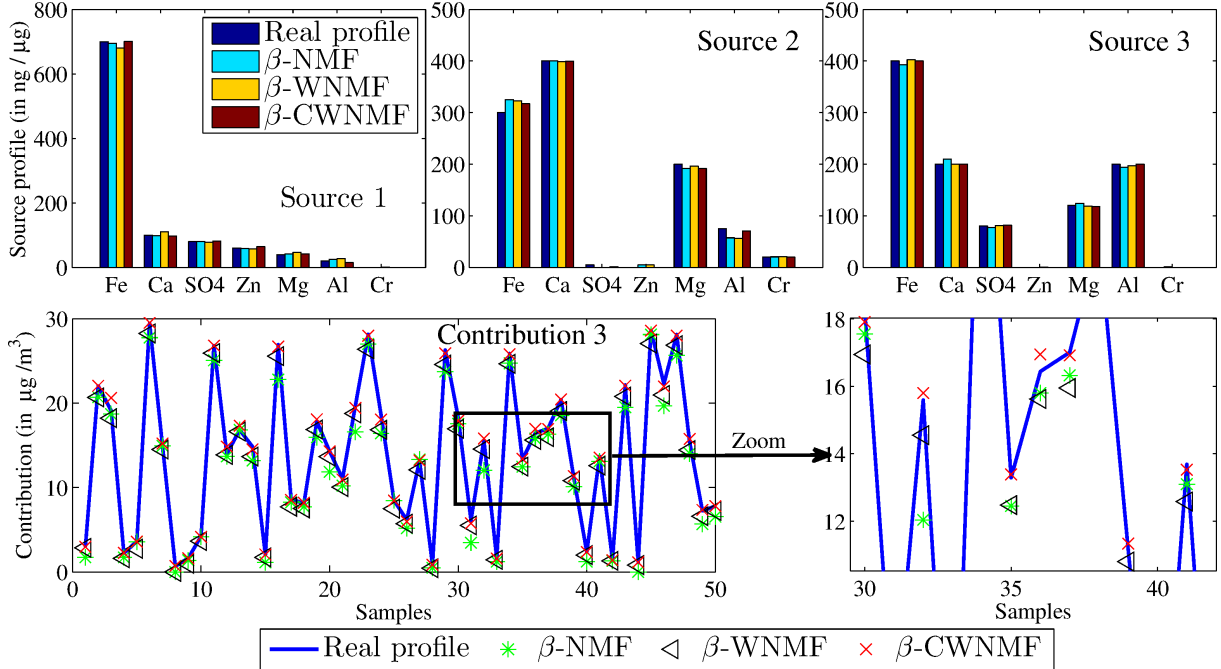 Source profile (in ng / μg)
800
600
400
200
0
Real profile
β-NMF
β-WNMF
β-CWNMF
Source 1
Fe Ca SO4 Zn Mg Al Cr
500
400
300
200
100
0
Source 2
Fe Ca SO4 Zn Mg Al Cr
500
400
300
200
100
0
Source 3
Fe Ca SO4 Zn Mg Al Cr
Contribution (in μg /m³)
30
20
10
0
Contribution 3
0 10 20 30 40 50
Samples
Zoom
18
16
14
12
30 35 40
Samples
Real profile β-NMF β-WNMF β-CWNMF